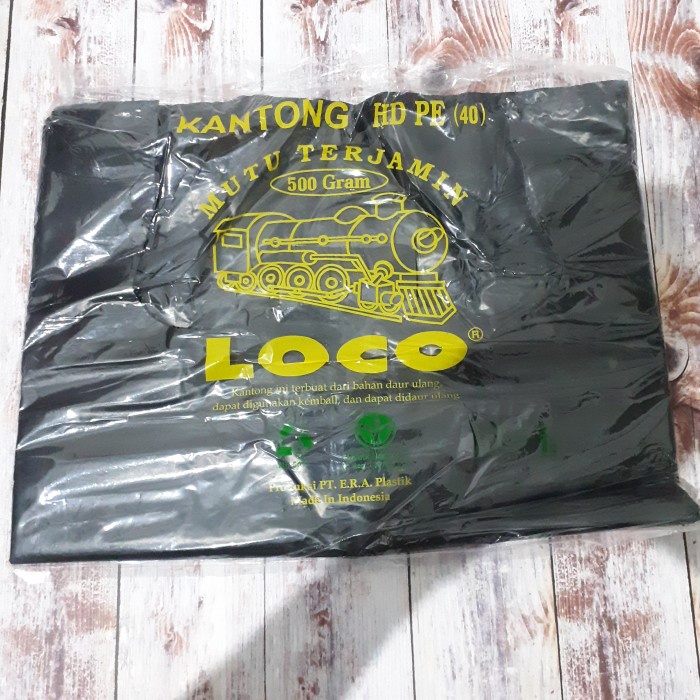 KANTONG HD PE (40)
MUTU TERJAMIN
500 Gram
LOCO®
Kantong ini terbuat dari bahan daur ulang,
dapat digunakan kembali, dan dapat didaur ulang
Produksi PT. E.R.A. Plastik
Made In Indonesia